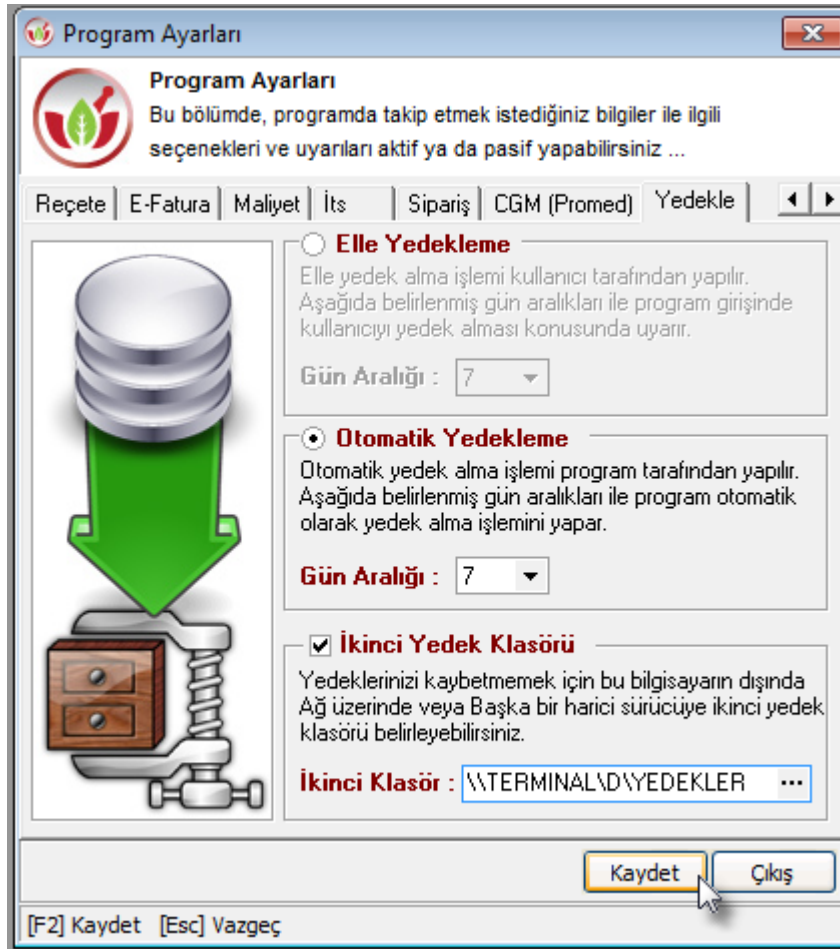 Program Ayarları
Program Ayarları
Bu bölümde, programda takip etmek istediğiniz bilgiler ile ilgili
seçenekleri ve uyarıları aktif ya da pasif yapabilirsiniz ...
Reçete E-Fatura Maliyet İts Sipariş CGM (Promed) Yedekle
Elle Yedekleme
Elle yedek alma işlemi kullanıcı tarafından yapılır.
Aşağıda belirlenmiş gün aralıkları ile program girişinde
kullanıcıyı yedek alması konusunda uyarır.
Gün Aralığı : 7
Otomatik Yedekleme
Otomatik yedek alma işlemi program tarafından yapılır.
Aşağıda belirlenmiş gün aralıkları ile program otomatik
olarak yedek alma işlemini yapar.
Gün Aralığı : 7
İkinci Yedek Klasörü
Yedeklerinizi kaybetmemek için bu bilgisayarın dışında
Ağ üzerinde veya Başka bir harici sürücüye ikinci yedek
klasörü belirleyebilirsiniz.
İkinci Klasör : \\TERMINAL\D\YEDEKLER ...
Kaydet Çıkış
[F2] Kaydet [Esc] Vazgeç